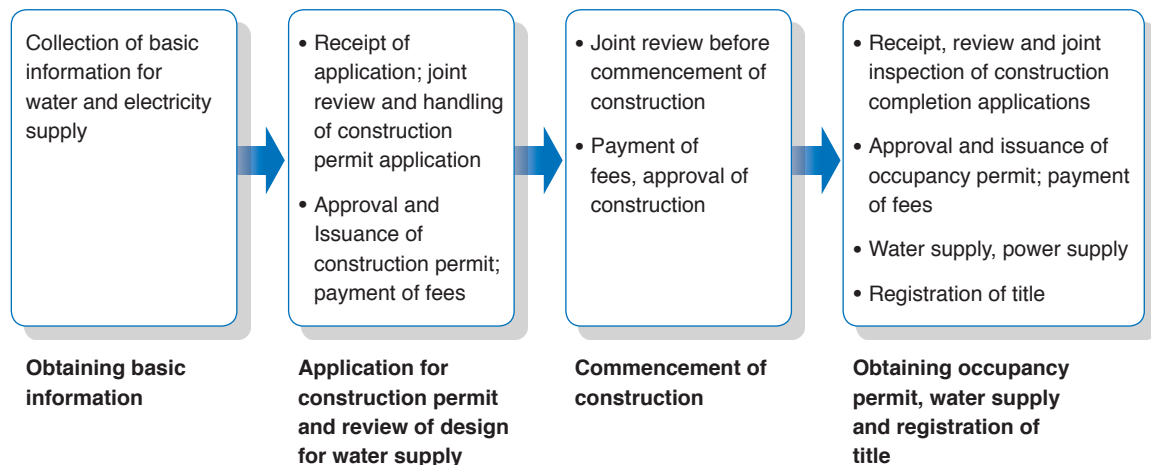 Collection of basic
information for
water and electricity
supply
• Receipt of
application; joint
review and handling
of construction
permit application
• Approval and
Issuance of
construction permit;
payment of fees
• Joint review before
commencement of
construction
• Payment of
fees, approval of
construction
• Receipt, review and joint
inspection of construction
completion applications
• Approval and issuance of
occupancy permit; payment
of fees
• Water supply, power supply
• Registration of title
Obtaining basic
information
Application for
construction permit
and review of design
for water supply
Commencement of
construction
Obtaining occupancy
permit, water supply
and registration of
title